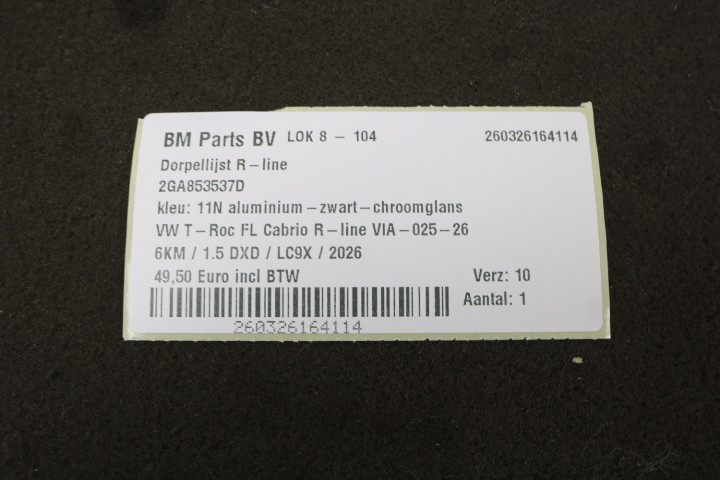 BM Parts BV LOK 8 - 104 260326164114
Dorpellijst R-line
2GA853537D
kleu: 11N aluminium-zwart-chroomglans
VW T-Roc FL Cabrio R-line VIA-025-26
6KM / 1.5 DXD / LC9X / 2026
49,50 Euro incl BTW Verz: 10
Aantal: 1
260326164114